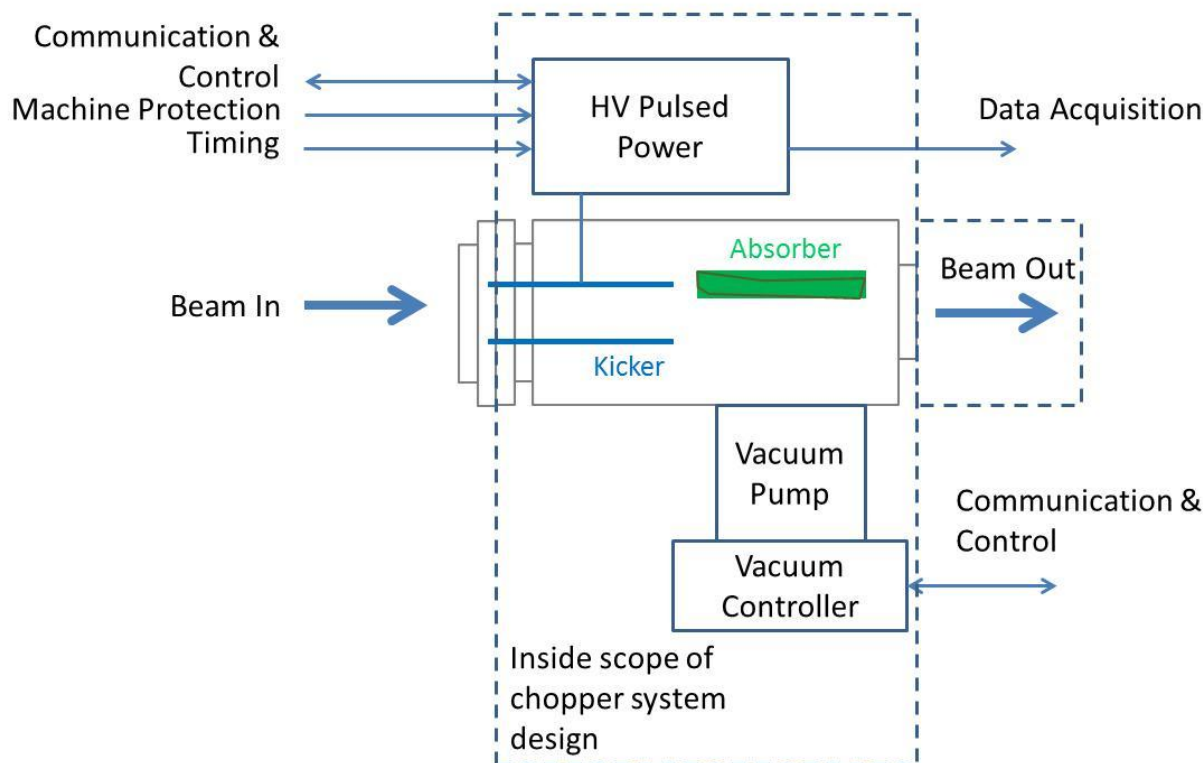 Communication &
Control
Machine Protection
Timing
HV Pulsed
Power
Data Acquisition
Absorber
Beam In
Beam Out
Kicker
Vacuum
Pump
Communication &
Control
Vacuum
Controller
Inside scope of
chopper system
design